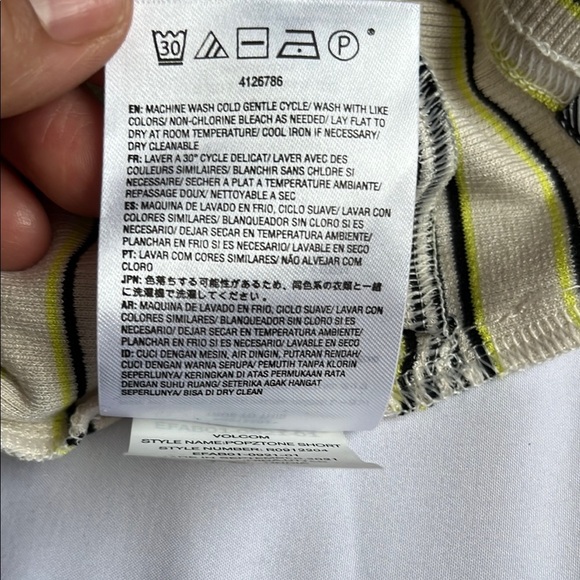 30 P
4126786
EN: MACHINE WASH COLD GENTLE CYCLE/ WASH WITH LIKE
COLORS/ NON-CHLORINE BLEACH AS NEEDED/ LAY FLAT TO
DRY AT ROOM TEMPERATURE/ COOL IRON IF NECESSARY/
DRY CLEANABLE
FR: LAVER A 30° CYCLE DELICAT/ LAVER AVEC DES
COULEURS SIMILAIRES/ BLANCHIR SANS CHLORE SI
NECESSAIRE/ SECHER A PLAT A TEMPERATURE AMBIANTE/
REPASSAGE DOUX/ NETTOYABLE A SEC
ES: MAQUINA DE LAVADO EN FRIO, CICLO SUAVE/ LAVAR CON
COLORES SIMILARES/ BLANQUEADOR SIN CLORO SI ES
NECESARIO/ DEJAR SECAR EN TEMPERATURA AMBIENTE/
PLANCHAR EN FRIO SI ES NECESARIO/ LAVABLE EN SECO
PT: LAVAR COM CORES SIMILARES/ NÃO ALVEJAR COM
CLORO
JPN: 色落ちする可能性があるため、同色系の衣類と一緒
に洗濯機で洗濯してください。
AR: MAQUINA DE LAVADO EN FRIO, CICLO SUAVE/ LAVAR CON
COLORES SIMILARES/ BLANQUEADOR SIN CLORO SI ES
NECESARIO/ DEJAR SECAR EN TEMPERATURA AMBIENTE/
PLANCHAR EN FRIO SI ES NECESARIO/ LAVABLE EN SECO
ID: CUCI DENGAN MESIN, AIR DINGIN, PUTARAN RENDAH/
CUCI DENGAN WARNA SERUPA/ PEMUTIH TANPA KLORIN
SEPERLUNYA/ KERINGKAN DI ATAS PERMUKAAN RATA
DENGAN SUHU RUANG/ SETERIKA AGAK HANGAT
SEPERLUNYA/ BISA DI DRY CLEAN
VOLCOM
STYLE NAME:POPZTONE SHORT
STYLE NUMBER: R0912204
EFAB01-0921-01